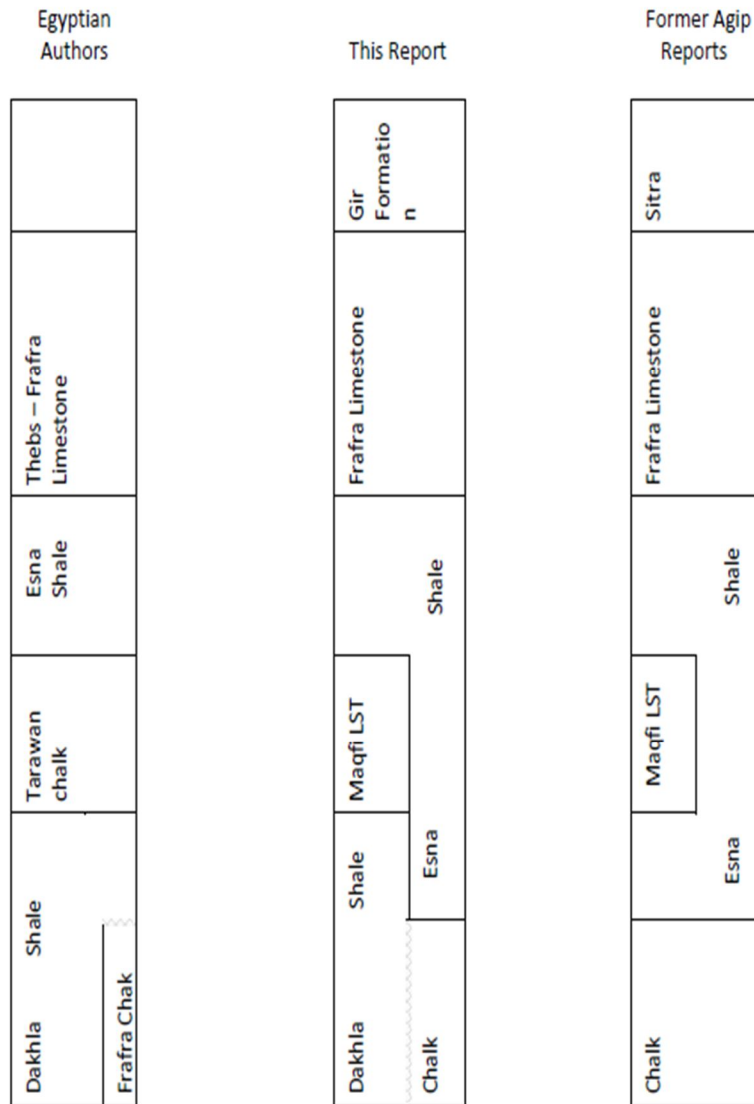 Egyptian
Authors
This Report
Former Agip
Reports
Thebs – Frafra
Limestone
Esna
Shale
Tarawan
chalk
Dakhla Shale
Frafra Chak
Gir
Formatio
n
Frafra Limestone
Shale
Maqfi LST
Esna
Dakhla Shale
Chalk
Sitra
Frafra Limestone
Shale
Maqfi LST
Esna
Chalk